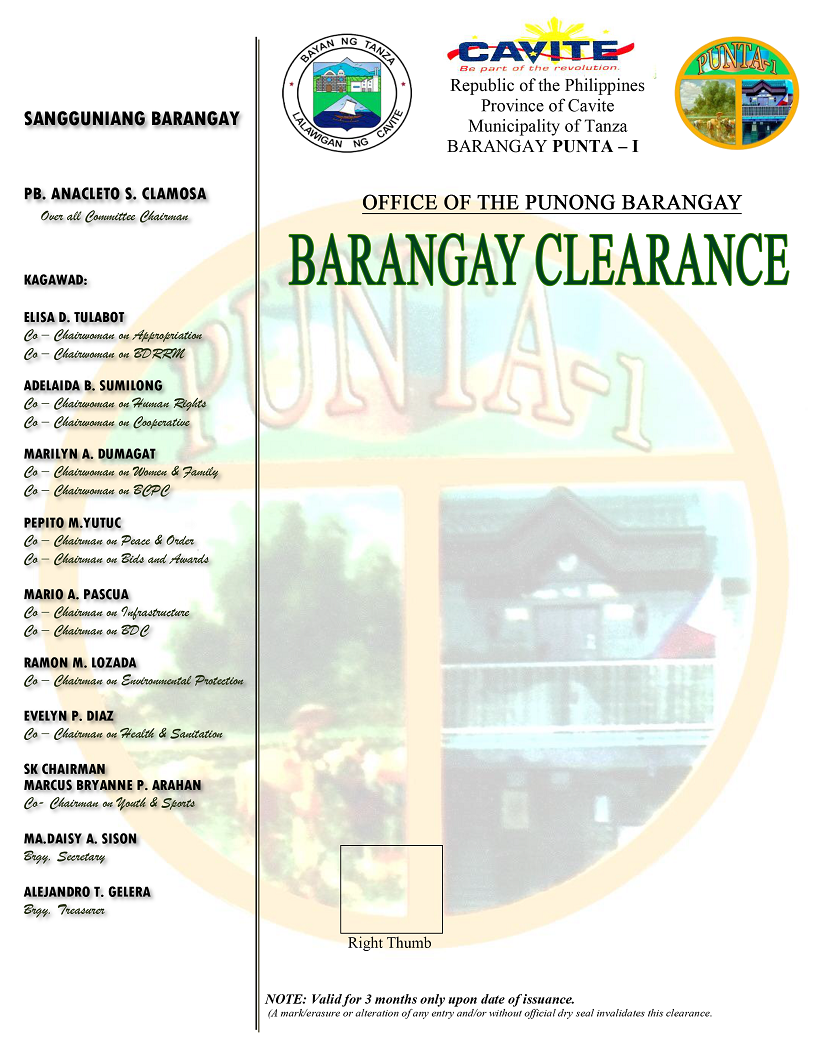 SANGGUNIANG BARANGAY
PB. ANACLETO S. CLAMOSA
Over all Committee Chairman
KAGAWAD:
ELISA D. TULABOT
Co – Chairwoman on Appropriation
Co – Chairwoman on BDRRM
ADELAIDA B. SUMILONG
Co – Chairwoman on Human Rights
Co – Chairwoman on Cooperative
MARILYN A. DUMAGAT
Co – Chairwoman on Women & Family
Co – Chairwoman on BCPC
PEPITO M.YUTUC
Co – Chairman on Peace & Order
Co – Chairman on Bids and Awards
MARIO A. PASCUA
Co – Chairman on Infrastructure
Co – Chairman on BDC
RAMON M. LOZADA
Co – Chairman on Environmental Protection
EVELYN P. DIAZ
Co – Chairman on Health & Sanitation
SK CHAIRMAN
MARCUS BRYANNE P. ARAHAN
Co- Chairman on Youth & Sports
MA.DAISY A. SISON
Brgy. Secretary
ALEJANDRO T. GELERA
Brgy. Treasurer
BAYAN NG TANZA
LALAWIGAN NG CAVITE
CAVITE
Be part of the revolution.
Republic of the Philippines
Province of Cavite
Municipality of Tanza
BARANGAY PUNTA – I
PUNTA-1
OFFICE OF THE PUNONG BARANGAY
BARANGAY CLEARANCE
PUNTA-1
Right Thumb
NOTE: Valid for 3 months only upon date of issuance.
(A mark/erasure or alteration of any entry and/or without official dry seal invalidates this clearance.